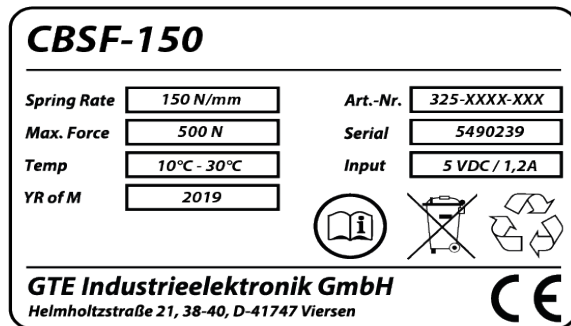 CBSF-150
Spring Rate 150 N/mm
Max. Force 500 N
Temp 10°C - 30°C
YR of M 2019
Art.-Nr. 325-XXXX-XXX
Serial 5490239
Input 5 VDC / 1,2A
i
GTE Industrieelektronik GmbH
Helmholtzstraße 21, 38-40, D-41747 Viersen
CE